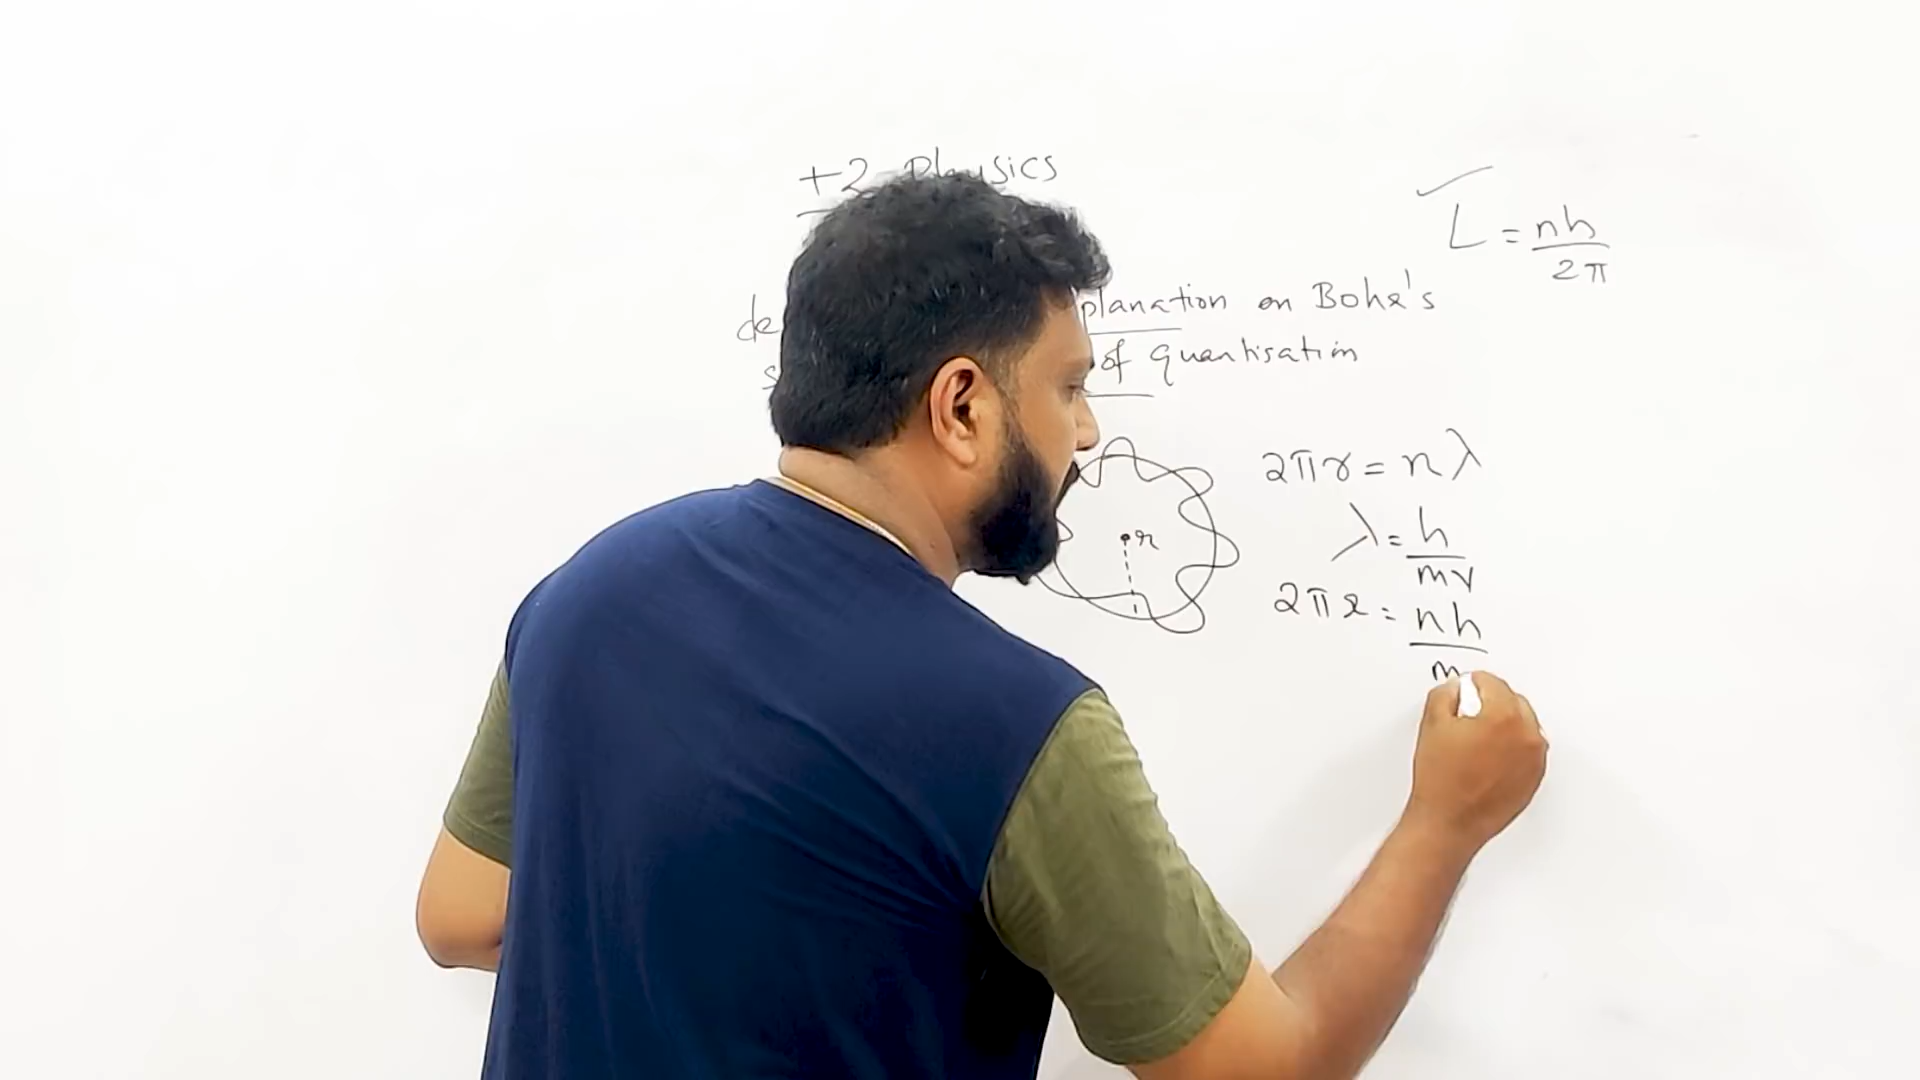 +2 Physics
L = nh/2π
planation on Bohr's
of quantisation
2πr = nλ
λ = h/mv
r
2πr = nh/m